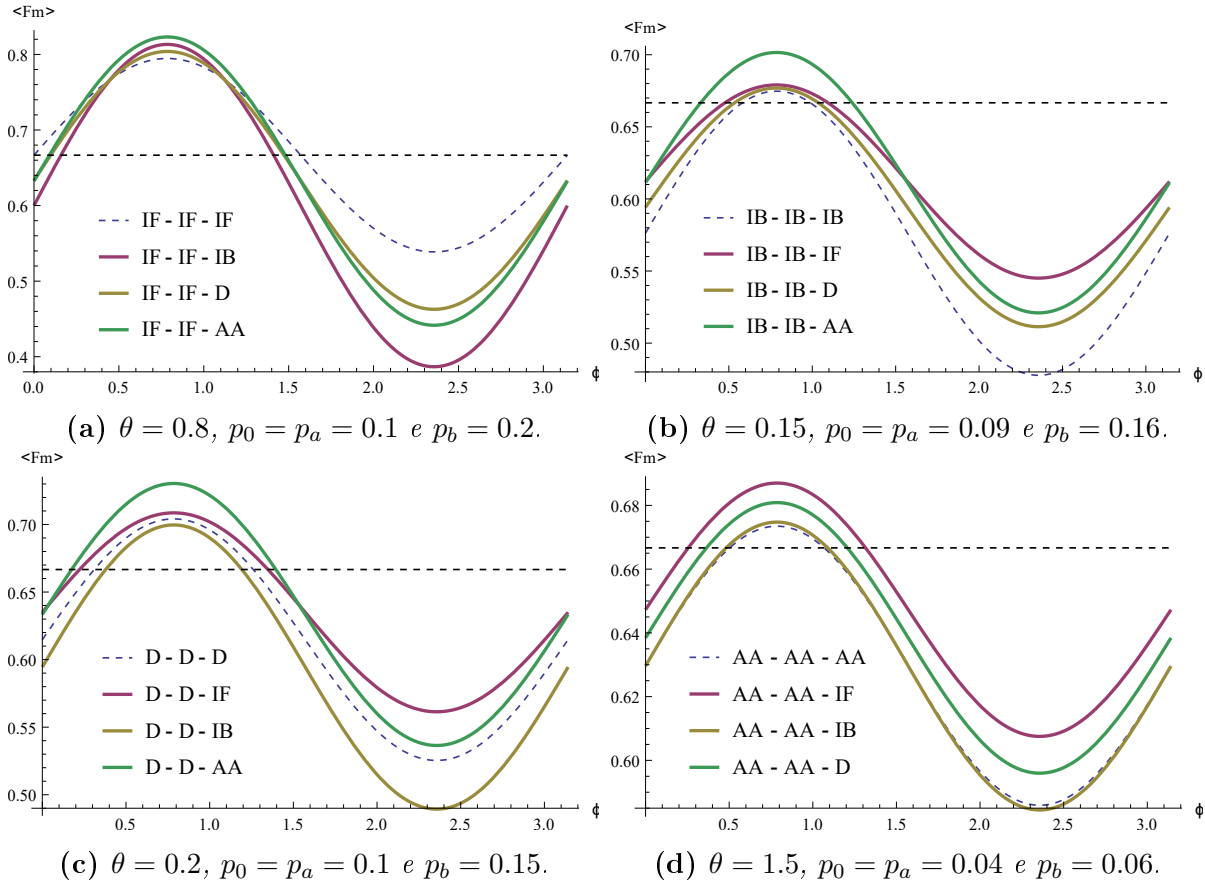 <Fm>
0.8
0.7
0.6
0.5
0.4
0.0 0.5 1.0 1.5 2.0 2.5 3.0 ϕ
IF - IF - IF
IF - IF - IB
IF - IF - D
IF - IF - AA
(a) θ = 0.8, p₀ = pₐ = 0.1 e p_b = 0.2.
<Fm>
0.70
0.65
0.60
0.55
0.50
0.5 1.0 1.5 2.0 2.5 3.0 ϕ
IB - IB - IB
IB - IB - IF
IB - IB - D
IB - IB - AA
(b) θ = 0.15, p₀ = pₐ = 0.09 e p_b = 0.16.
<Fm>
0.70
0.65
0.60
0.55
0.50
0.5 1.0 1.5 2.0 2.5 3.0 ϕ
D - D - D
D - D - IF
D - D - IB
D - D - AA
(c) θ = 0.2, p₀ = pₐ = 0.1 e p_b = 0.15.
<Fm>
0.68
0.66
0.64
0.62
0.60
0.5 1.0 1.5 2.0 2.5 3.0 ϕ
AA - AA - AA
AA - AA - IF
AA - AA - IB
AA - AA - D
(d) θ = 1.5, p₀ = pₐ = 0.04 e p_b = 0.06.